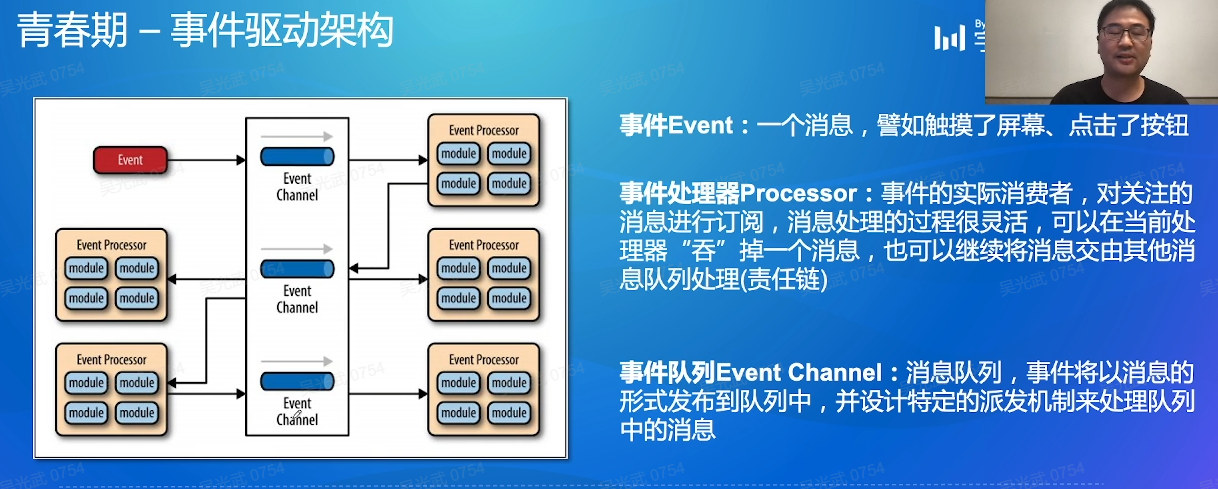 青春期 – 事件驱动架构
By
Event
Event
Channel
Event Processor
module module
module module
Event Processor
module module
module module
Event
Channel
Event Processor
module module
module module
Event Processor
module module
module module
Event
Channel
Event Processor
module module
module module
事件Event：一个消息，譬如触摸了屏幕、点击了按钮
事件处理器Processor：事件的实际消费者，对关注的
消息进行订阅，消息处理的过程很灵活，可以在当前处
理器“吞”掉一个消息，也可以继续将消息交由其他消
息队列处理(责任链)
事件队列Event Channel：消息队列，事件将以消息的
形式发布到队列中，并设计特定的派发机制来处理队列
中的消息
吴光武 0754